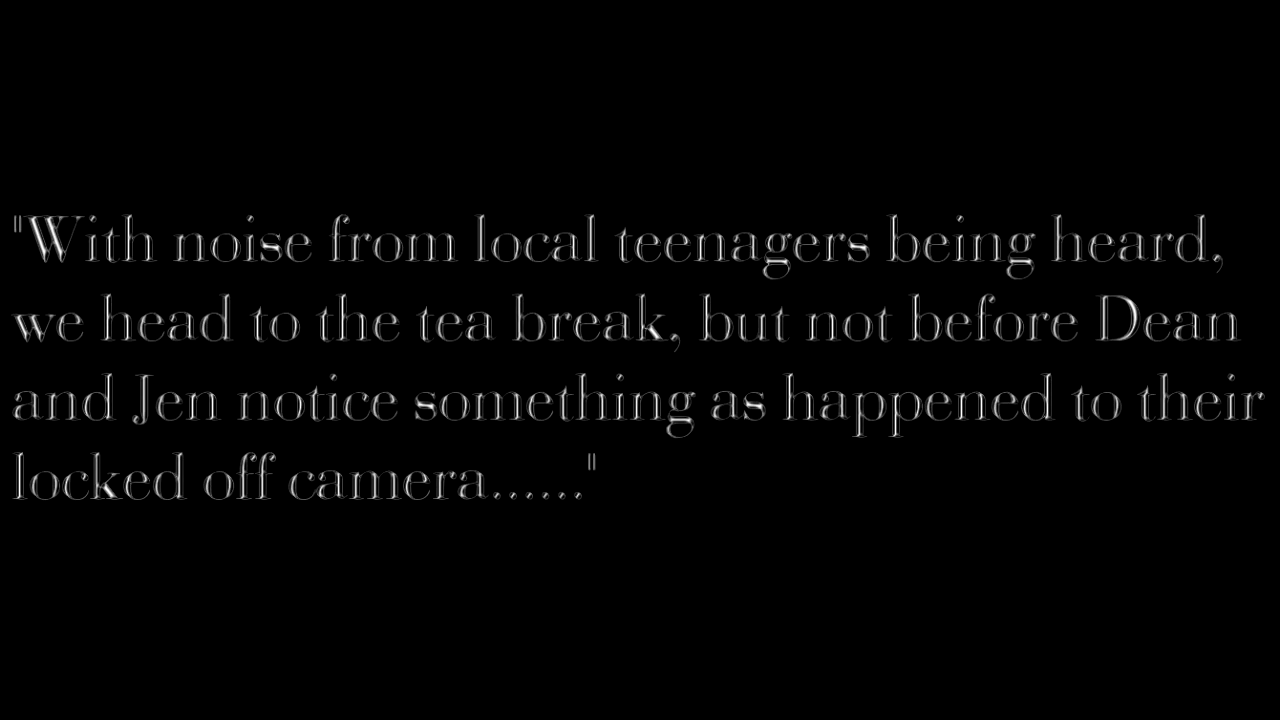 "With noise from local teenagers being heard,
we head to the tea break, but not before Dean
and Jen notice something as happened to their
locked off camera......"